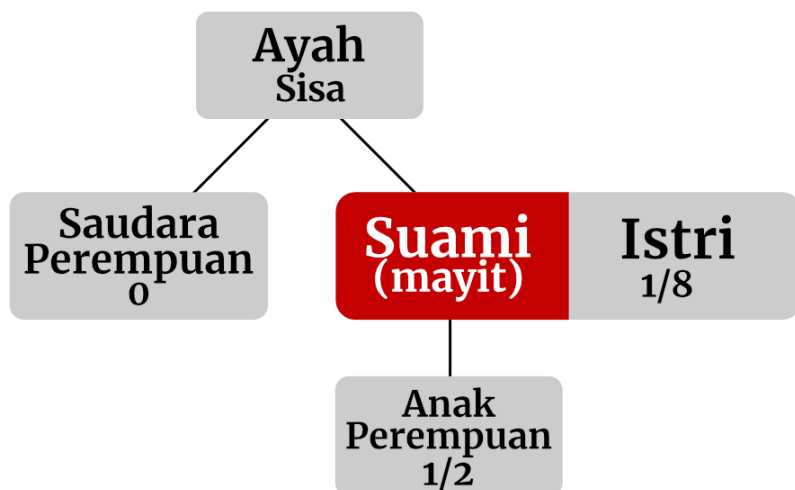 Ayah
Sisa
Saudara
Perempuan
0
Suami
(mayit)
Istri
1/8
Anak
Perempuan
1/2